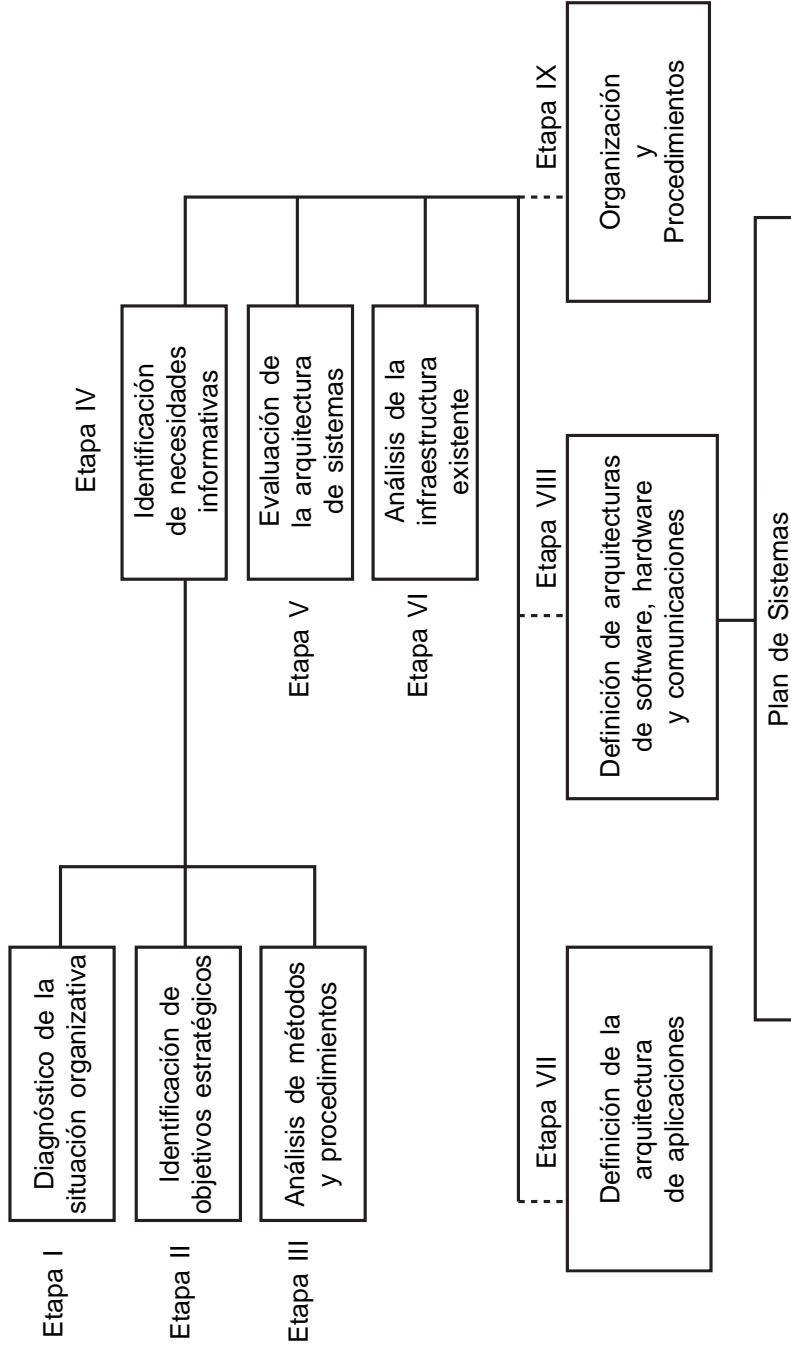 Etapa I
Diagnóstico de la
situación organizativa
Etapa II
Identificación de
objetivos estratégicos
Etapa III
Análisis de métodos
y procedimientos
Etapa IV
Identificación
de necesidades
informativas
Etapa V
Evaluación de
la arquitectura
de sistemas
Etapa VI
Análisis de la
infraestructura
existente
Etapa VII
Definición de la
arquitectura
de aplicaciones
Etapa VIII
Definición de arquitecturas
de software, hardware
y comunicaciones
Etapa IX
Organización
y
Procedimientos
Plan de Sistemas